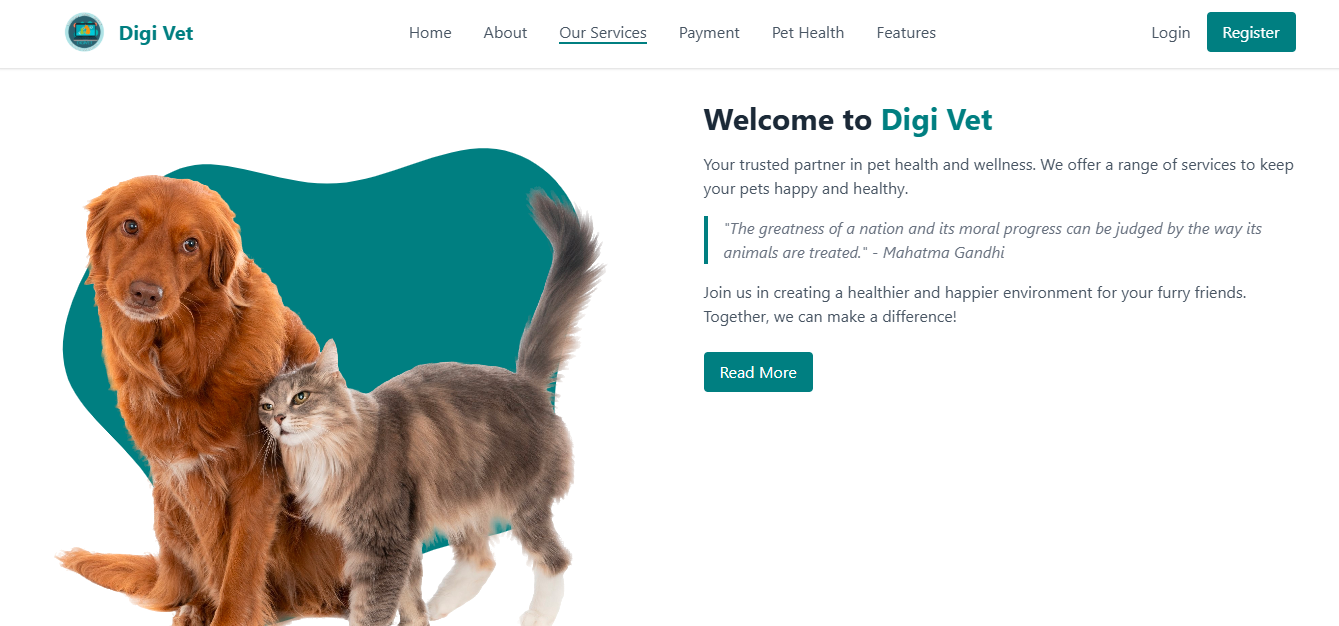 Digi Vet
Home About Our Services Payment Pet Health Features
Login Register
Welcome to Digi Vet
Your trusted partner in pet health and wellness. We offer a range of services to keep
your pets happy and healthy.
"The greatness of a nation and its moral progress can be judged by the way its
animals are treated." - Mahatma Gandhi
Join us in creating a healthier and happier environment for your furry friends.
Together, we can make a difference!
Read More